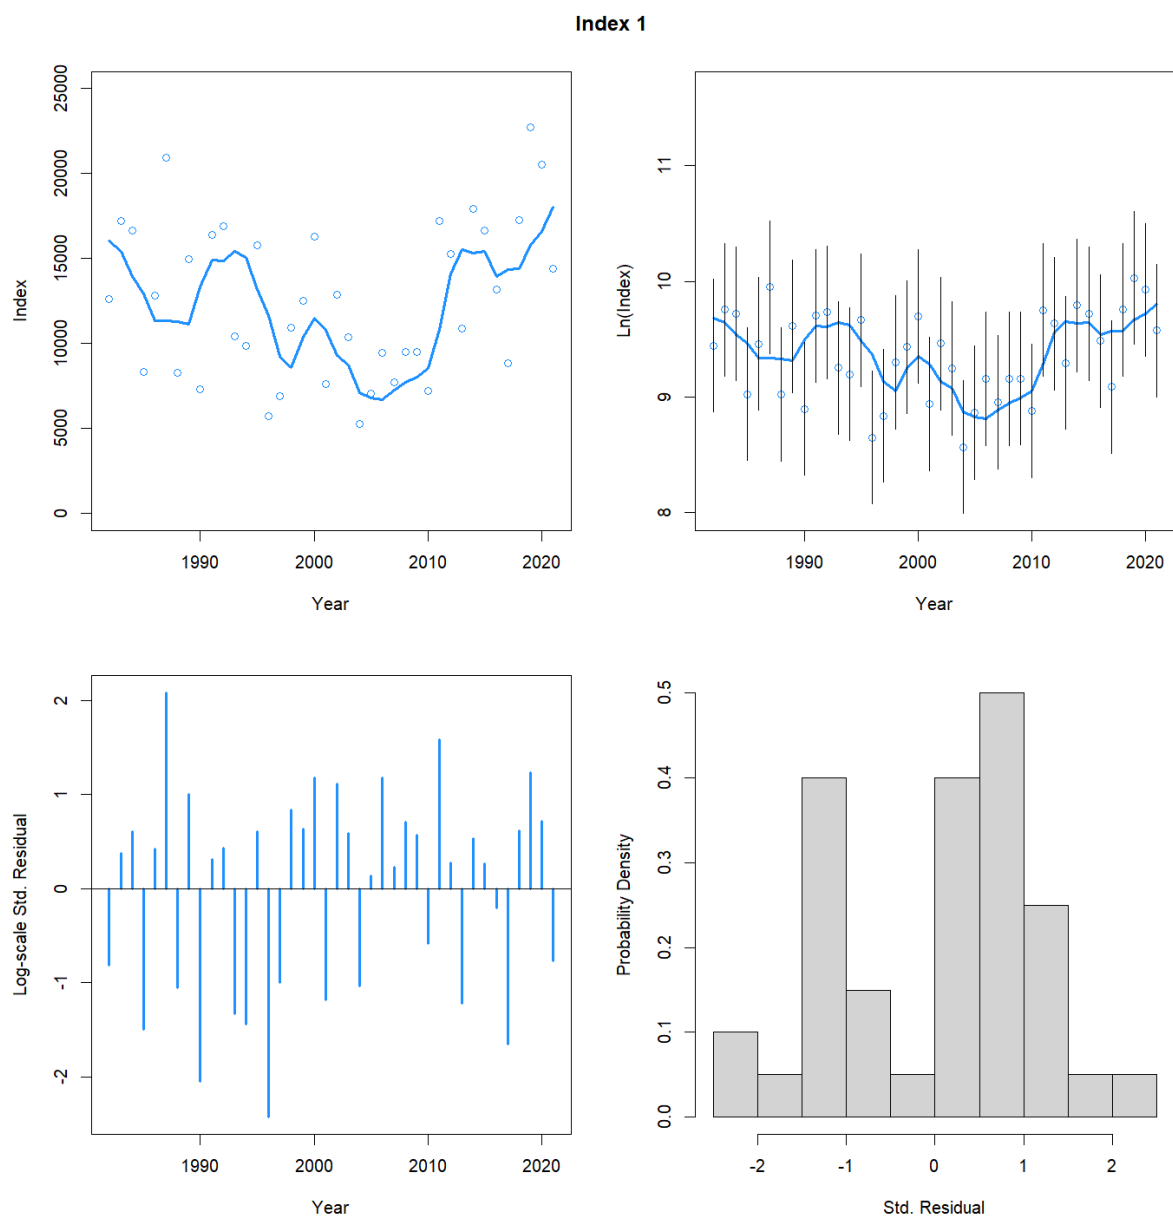 Index 1
25000
20000
15000
10000
5000
0
Index
1990 2000 2010 2020
Year
11
10
9
8
Ln(Index)
1990 2000 2010 2020
Year
2
1
0
-1
-2
Log-scale Std. Residual
1990 2000 2010 2020
Year
0.5
0.4
0.3
0.2
0.1
0.0
Probability Density
-2 -1 0 1 2
Std. Residual